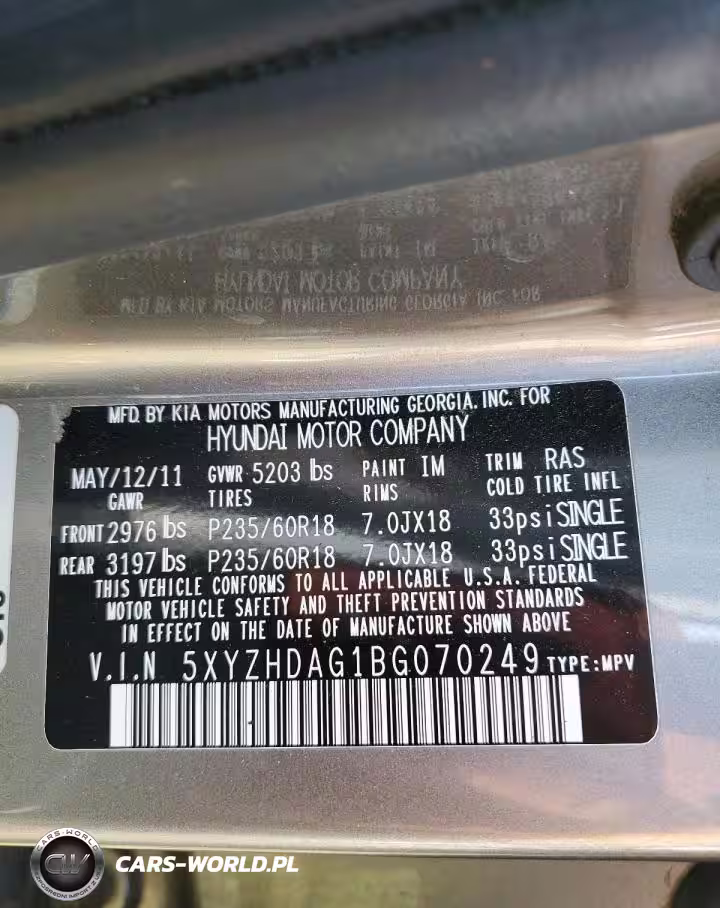 MFD. BY KIA MOTORS MANUFACTURING GEORGIA. INC. FOR
HYUNDAI MOTOR COMPANY
MAY/12/11 GVWR 5203 lbs PAINT IM TRIM RAS
GAWR TIRES RIMS COLD TIRE INFL
FRONT 2976 lbs P235/60R18 7.0JX18 33psi SINGLE
REAR 3197 lbs P235/60R18 7.0JX18 33psi SINGLE
THIS VEHICLE CONFORMS TO ALL APPLICABLE U.S.A. FEDERAL
MOTOR VEHICLE SAFETY AND THEFT PREVENTION STANDARDS
IN EFFECT ON THE DATE OF MANUFACTURE SHOWN ABOVE
V.I.N 5XYZHDAG1BG070249 TYPE:MPV
CARS-WORLD
CW
CARS-WORLD.PL